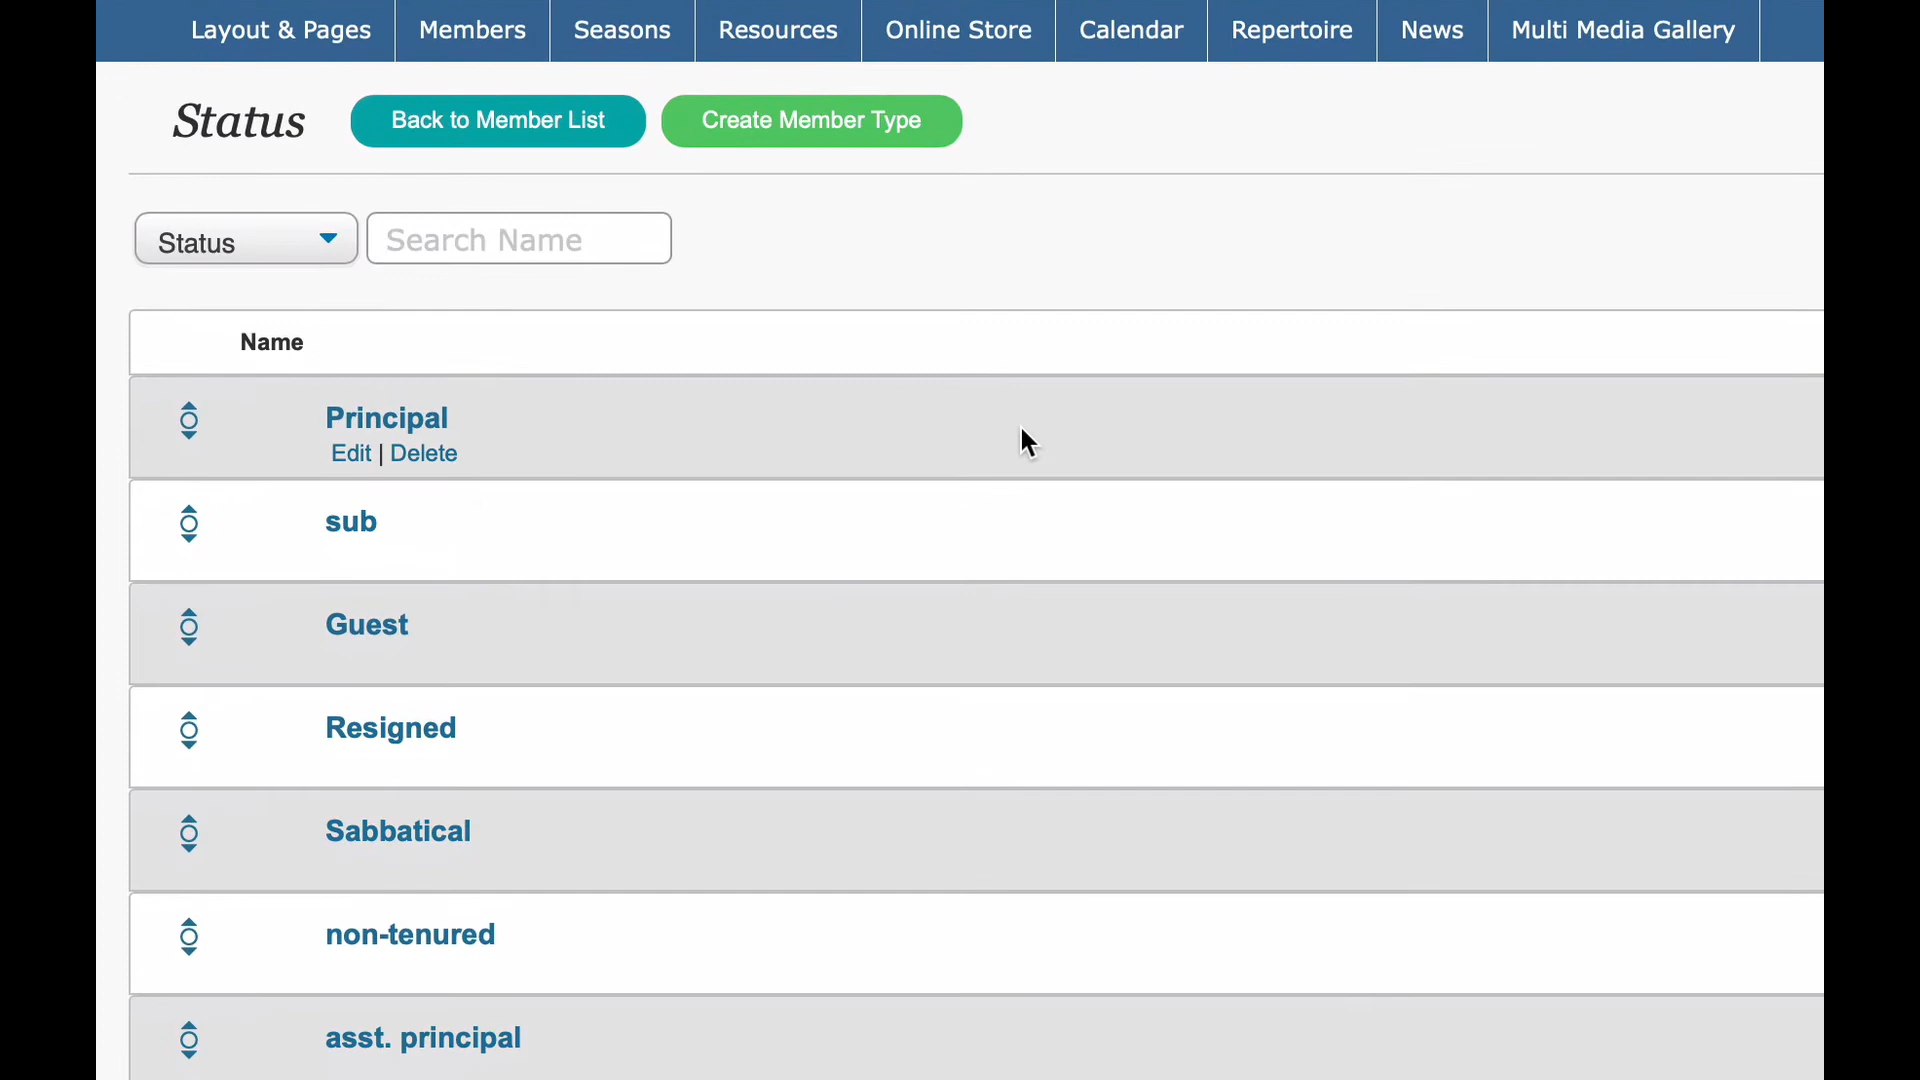 Layout & Pages Members Seasons Resources Online Store Calendar Repertoire News Multi Media Gallery
Status Back to Member List Create Member Type
Status Search Name
Name
Principal
Edit | Delete
sub
Guest
Resigned
Sabbatical
non-tenured
asst. principal